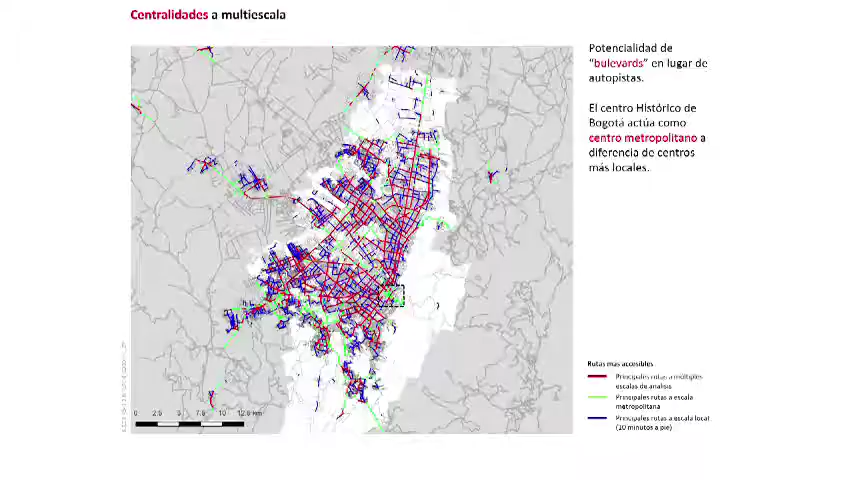 Centralidades a multiescala
Potencialidad de
"bulevards" en lugar de
autopistas.
El centro Histórico de
Bogotá actúa como
centro metropolitano a
diferencia de centros
más locales.
Rutas más accesibles
Principales rutas a múltiples
escalas de análisis
Principales rutas a escala
metropolitana
Principales rutas a escala local
(20 minutos a pie)
0 2.5 5 7.5 10 12.5 km